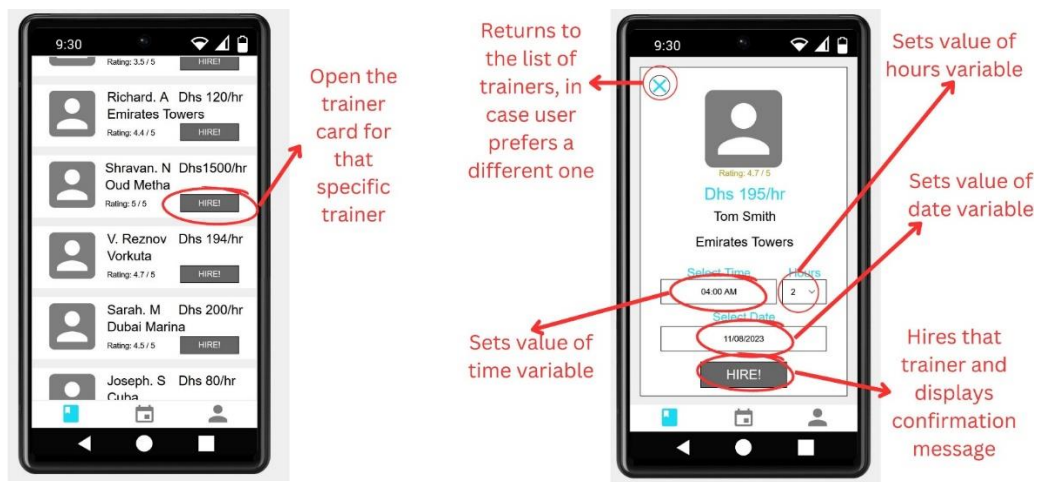 9:30
Rating: 3.5 / 5 HIRE!
Richard. A Dhs 120/hr
Emirates Towers
Rating: 4.4 / 5 HIRE!
Shravan. N Dhs1500/hr
Oud Metha
Rating: 5 / 5 HIRE!
V. Reznov Dhs 194/hr
Vorkuta
Rating: 4.7 / 5 HIRE!
Sarah. M Dhs 200/hr
Dubai Marina
Rating: 4.5 / 5 HIRE!
Joseph. S Dhs 80/hr
Cuba
Open the
trainer
card for
that
specific
trainer
Returns to
the list of
trainers, in
case user
prefers a
different one
Sets value of
time variable
9:30
Rating: 4.7 / 5
Dhs 195/hr
Tom Smith
Emirates Towers
Select Time Hours
04:00 AM 2
Select Date
11/08/2023
HIRE!
Sets value of
hours variable
Sets value of
date variable
Hires that
trainer and
displays
confirmation
message